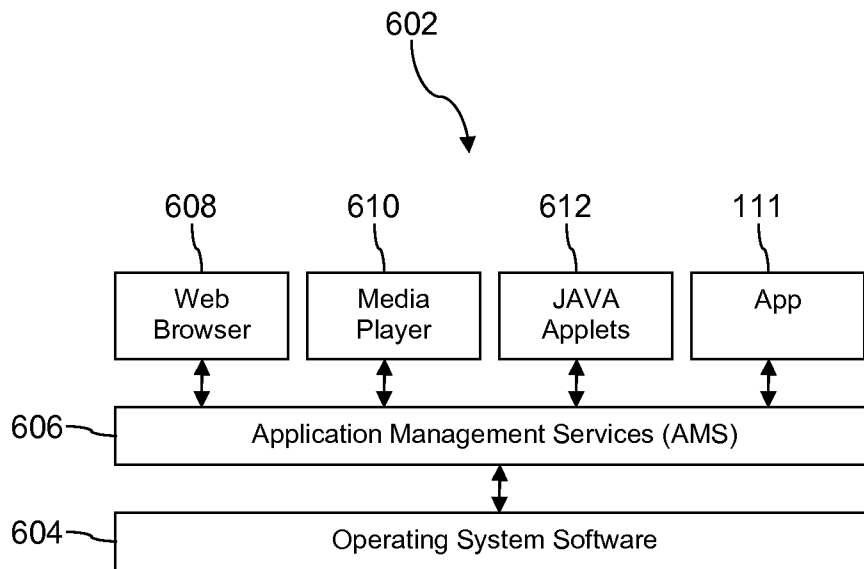 602
608
610
612
111
Web
Browser
Media
Player
JAVA
Applets
App
606
Application Management Services (AMS)
604
Operating System Software